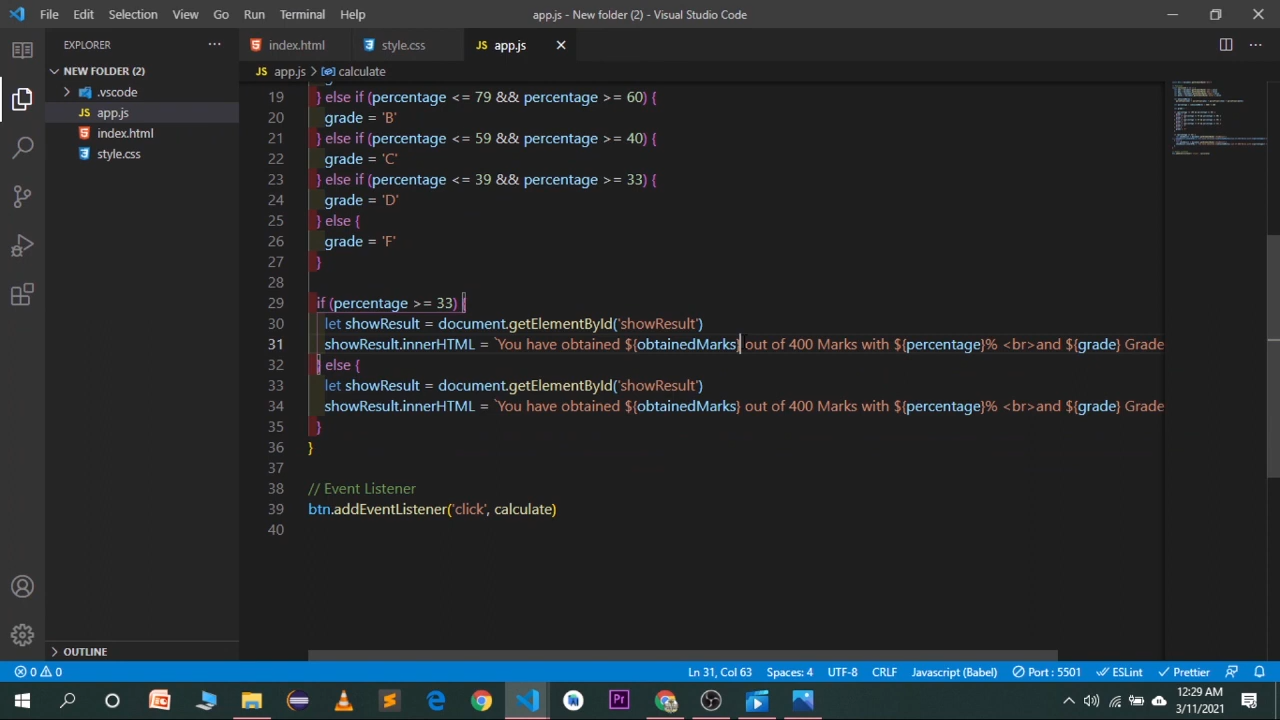 File Edit Selection View Go Run Terminal Help
app.js - New folder (2) - Visual Studio Code
EXPLORER
NEW FOLDER (2)
.vscode
JS app.js
index.html
style.css
OUTLINE
index.html
style.css
JS app.js
JS app.js > calculate
19 } else if (percentage <= 79 && percentage >= 60) {
20 grade = 'B'
21 } else if (percentage <= 59 && percentage >= 40) {
22 grade = 'C'
23 } else if (percentage <= 39 && percentage >= 33) {
24 grade = 'D'
25 } else {
26 grade = 'F'
27 }
28
29 if (percentage >= 33) {
30 let showResult = document.getElementById('showResult')
31 showResult.innerHTML = `You have obtained ${obtainedMarks} out of 400 Marks with ${percentage}% <br>and ${grade} Grade
32 } else {
33 let showResult = document.getElementById('showResult')
34 showResult.innerHTML = `You have obtained ${obtainedMarks} out of 400 Marks with ${percentage}% <br>and ${grade} Grade
35 }
36 }
37
38 // Event Listener
39 btn.addEventListener('click', calculate)
40
0 0 Ln 31, Col 63 Spaces: 4 UTF-8 CRLF Javascript (Babel) Port : 5501 ESLint Prettier
Pr
12:29 AM
3/11/2021